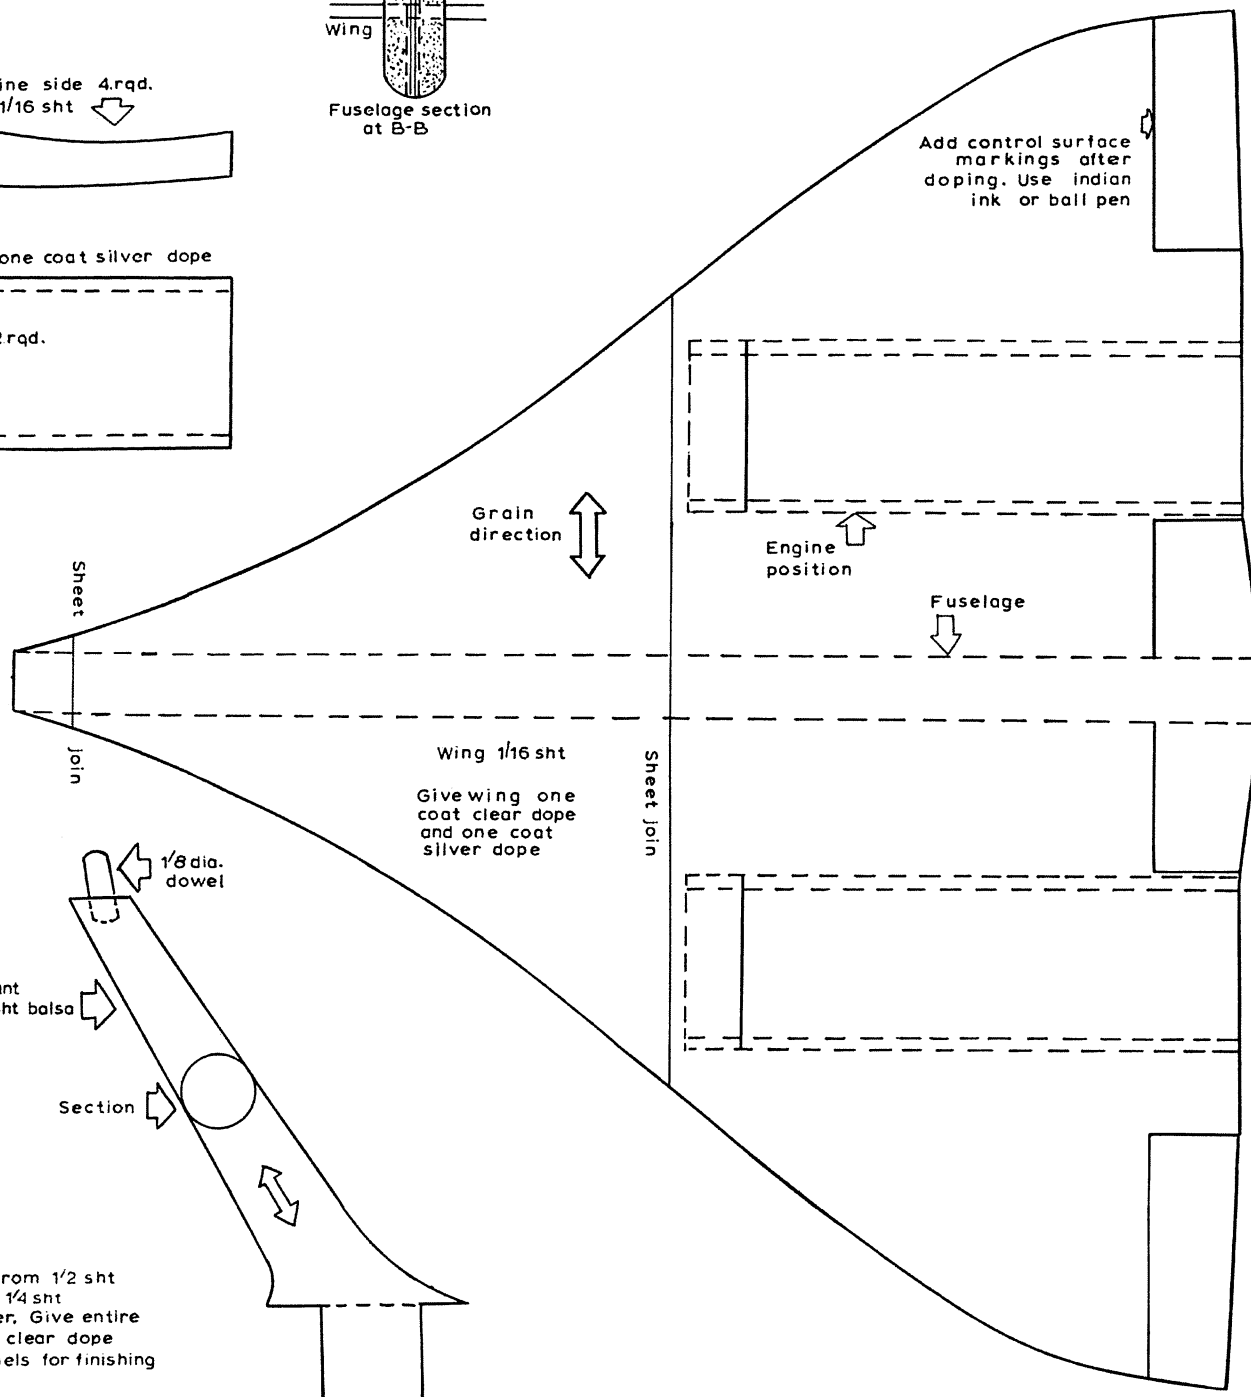 Wing
Fuselage section
at B-B
ine side 4.rqd.
1/16 sht
Add control surface
markings after
doping. Use indian
ink or ball pen
one coat silver dope
rqd.
Grain
direction
Engine
position
Sheet
join
Fuselage
Wing 1/16 sht
Give wing one
coat clear dope
and one coat
silver dope
Sheet join
1/8 dia.
dowel
nt
ht balsa
Section
rom 1/2 sht
1/4 sht
er. Give entire
clear dope
els for finishing